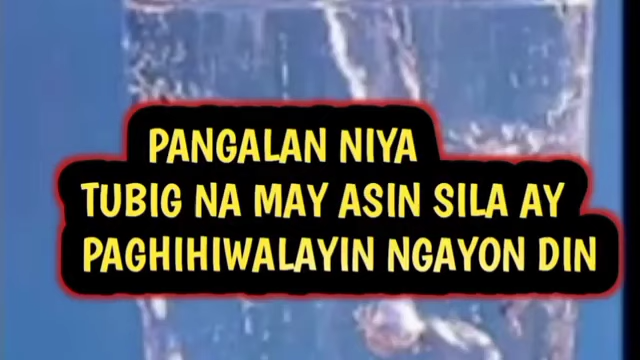 PANGALAN NIYA
TUBIG NA MAY ASIN SILA AY
PAGHIHIWALAYIN NGAYON DIN